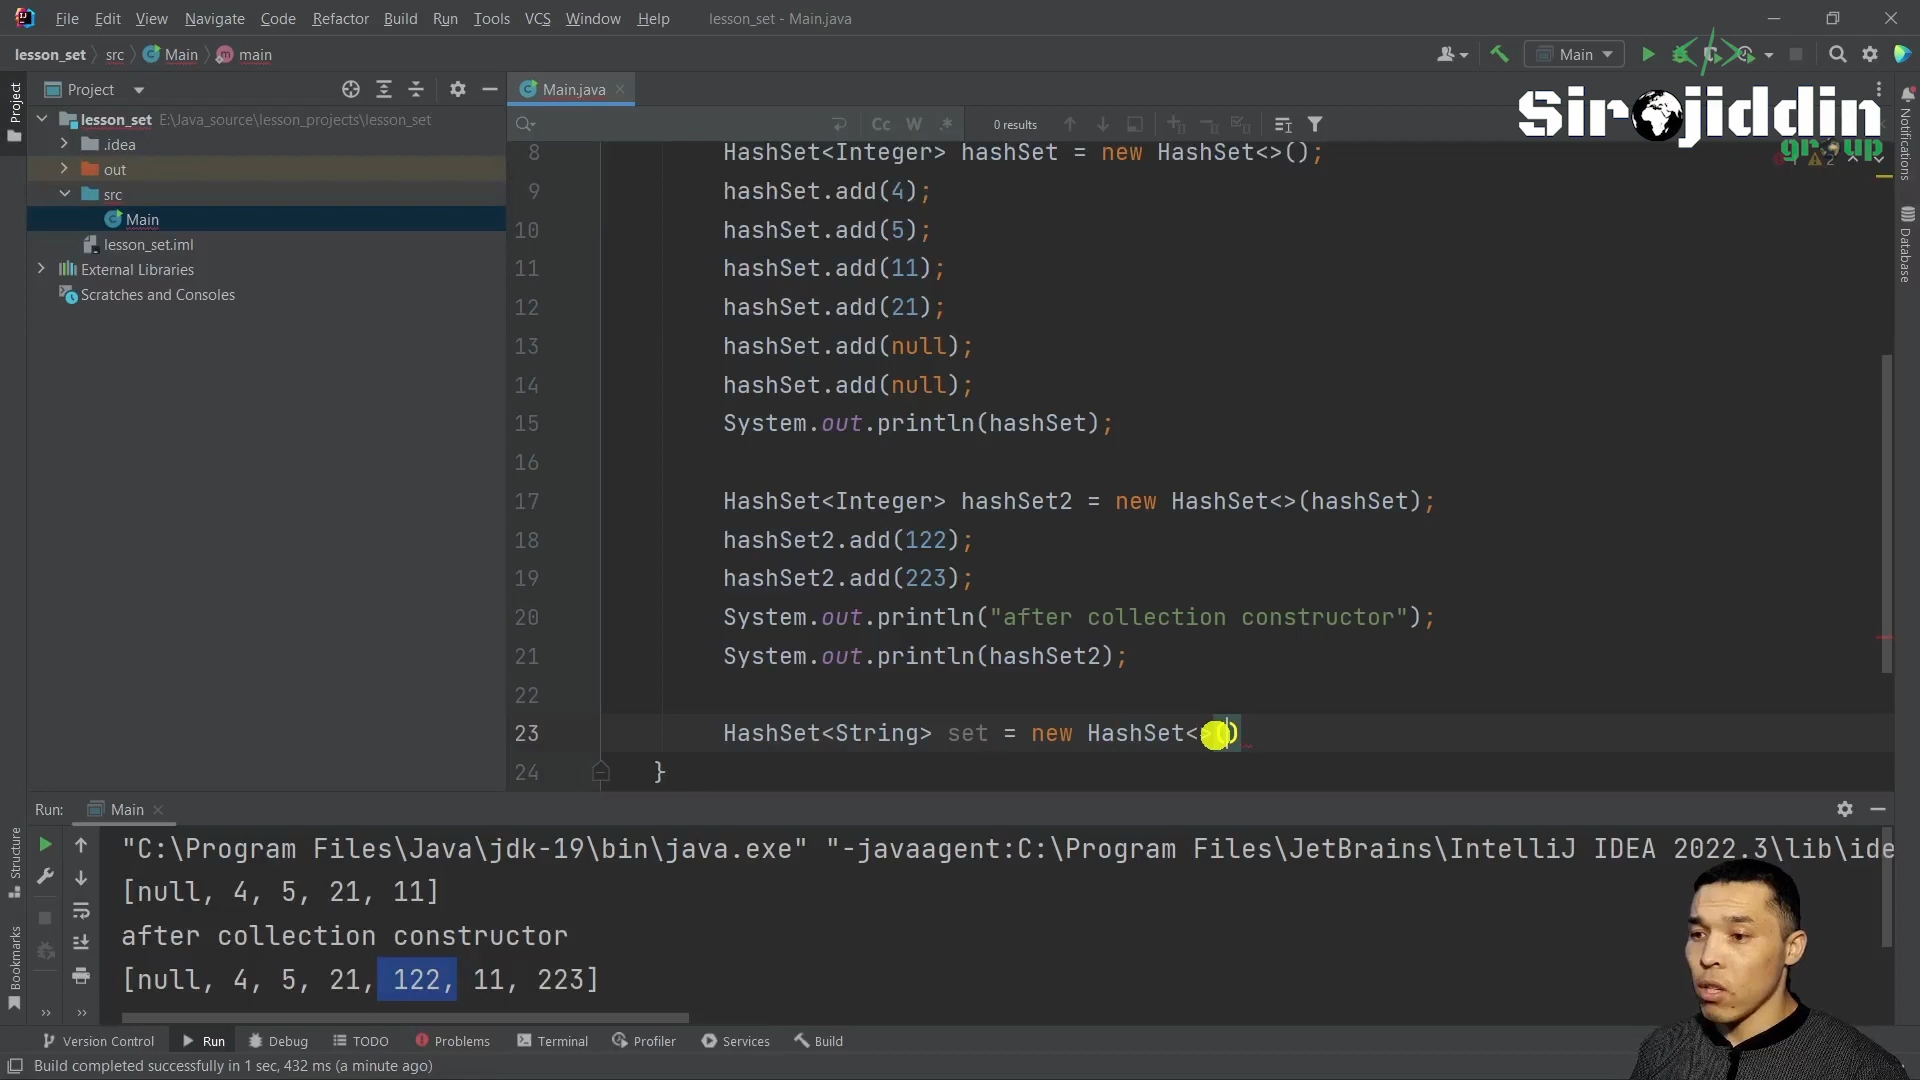 File Edit View Navigate Code Refactor Build Run Tools VCS Window Help lesson_set - Main.java
lesson_set src Main main
Main
Project
Main.java
Sirojiddin
group
lesson_set E:\Java_source\lesson_projects\lesson_set
.idea
out
src
Main
lesson_set.iml
External Libraries
Scratches and Consoles
Project
Structure
Bookmarks
Notifications
Database
Cc W .* 0 results
8 HashSet<Integer> hashSet = new HashSet<>();
9 hashSet.add(4);
10 hashSet.add(5);
11 hashSet.add(11);
12 hashSet.add(21);
13 hashSet.add(null);
14 hashSet.add(null);
15 System.out.println(hashSet);
16
17 HashSet<Integer> hashSet2 = new HashSet<>(hashSet);
18 hashSet2.add(122);
19 hashSet2.add(223);
20 System.out.println("after collection constructor");
21 System.out.println(hashSet2);
22
23 HashSet<String> set = new HashSet<>()
24 }
Run: Main
"C:\Program Files\Java\jdk-19\bin\java.exe" "-javaagent:C:\Program Files\JetBrains\IntelliJ IDEA 2022.3\lib\ide
[null, 4, 5, 21, 11]
after collection constructor
[null, 4, 5, 21, 122, 11, 223]
Version Control Run Debug TODO Problems Terminal Profiler Services Build
Build completed successfully in 1 sec, 432 ms (a minute ago)